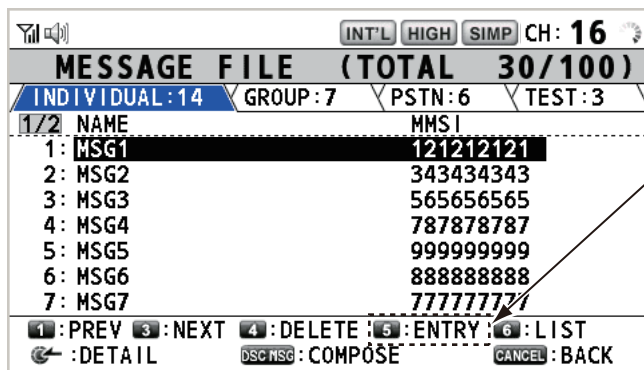 INT'L HIGH SIMP CH: 16
MESSAGE FILE (TOTAL 30/100)
INDIVIDUAL:14 GROUP:7 PSTN:6 TEST:3
1/2 NAME MMSI
1: MSG1 121212121
2: MSG2 343434343
3: MSG3 565656565
4: MSG4 787878787
5: MSG5 999999999
6: MSG6 888888888
7: MSG7 777777777
1:PREV 3:NEXT 4:DELETE 5:ENTRY 6:LIST
:DETAIL DSC MSG:COMPOSE CANCEL:BACK